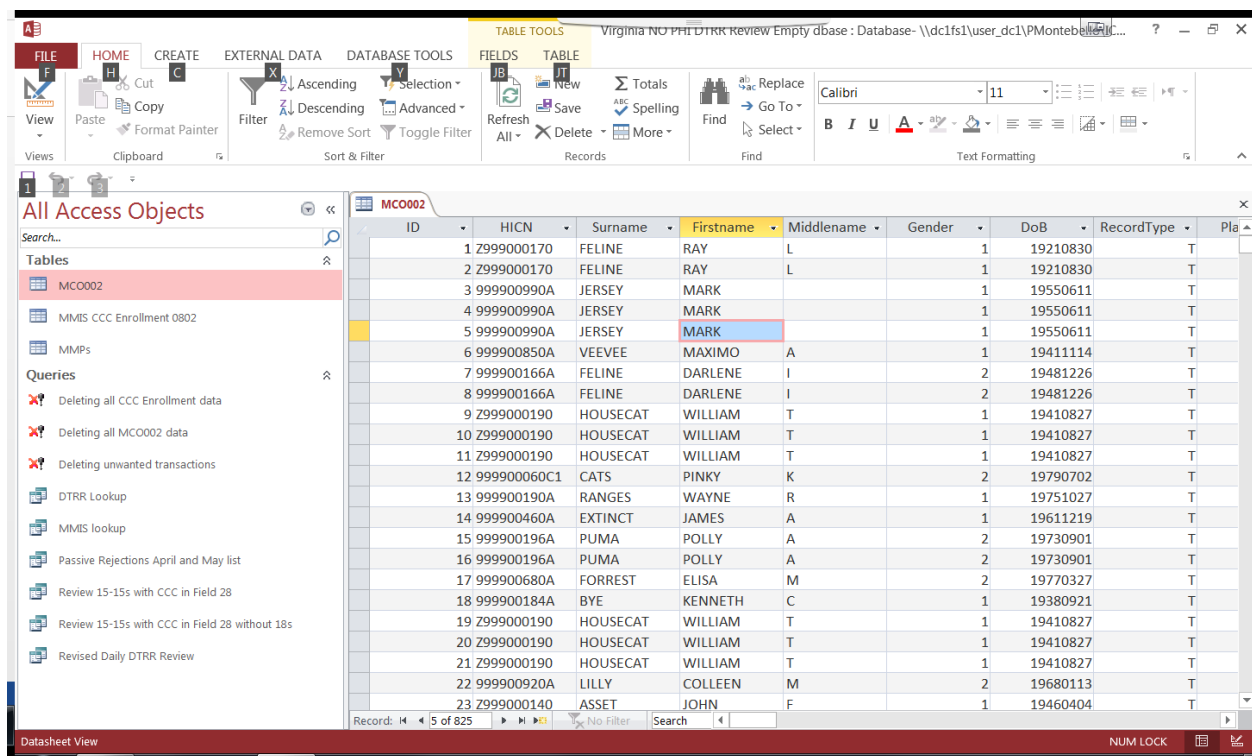 TABLE TOOLS Virginia NO PHI DTRR Review Empty dbase : Database- \\dc1fs1\user_dc1\PMontebello\IC... ?
FILE HOME CREATE EXTERNAL DATA DATABASE TOOLS FIELDS TABLE
F H C X Y JB JT
View Paste Cut Copy Format Painter Filter Ascending Descending Remove Sort Selection Advanced Toggle Filter Refresh All New Save Delete Totals Spelling More Find Replace Go To Select Calibri 11 B I U A
Views Clipboard Sort & Filter Records Find Text Formatting
1 2 3
All Access Objects
Search...
Tables
MCO002
MMIS CCC Enrollment 0802
MMPs
Queries
Deleting all CCC Enrollment data
Deleting all MCO002 data
Deleting unwanted transactions
DTRR Lookup
MMIS lookup
Passive Rejections April and May list
Review 15-15s with CCC in Field 28
Review 15-15s with CCC in Field 28 without 18s
Revised Daily DTRR Review
MCO002
ID HICN Surname Firstname Middlename Gender DoB RecordType Pla
1 Z999000170 FELINE RAY L 1 19210830 T
2 Z999000170 FELINE RAY L 1 19210830 T
3 999900990A JERSEY MARK 1 19550611 T
4 999900990A JERSEY MARK 1 19550611 T
5 999900990A JERSEY MARK 1 19550611 T
6 999900850A VEEVEE MAXIMO A 1 19411114 T
7 999900166A FELINE DARLENE I 2 19481226 T
8 999900166A FELINE DARLENE I 2 19481226 T
9 Z999000190 HOUSECAT WILLIAM T 1 19410827 T
10 Z999000190 HOUSECAT WILLIAM T 1 19410827 T
11 Z999000190 HOUSECAT WILLIAM T 1 19410827 T
12 999900060C1 CATS PINKY K 2 19790702 T
13 999900190A RANGES WAYNE R 1 19751027 T
14 999900460A EXTINCT JAMES A 1 19611219 T
15 999900196A PUMA POLLY A 2 19730901 T
16 999900196A PUMA POLLY A 2 19730901 T
17 999900680A FORREST ELISA M 2 19770327 T
18 999900184A BYE KENNETH C 1 19380921 T
19 Z999000190 HOUSECAT WILLIAM T 1 19410827 T
20 Z999000190 HOUSECAT WILLIAM T 1 19410827 T
21 Z999000190 HOUSECAT WILLIAM T 1 19410827 T
22 999900920A LILLY COLLEEN M 2 19680113 T
23 Z999000140 ASSET JOHN F 1 19460404 T
Record: 5 of 825 No Filter Search
Datasheet View NUM LOCK